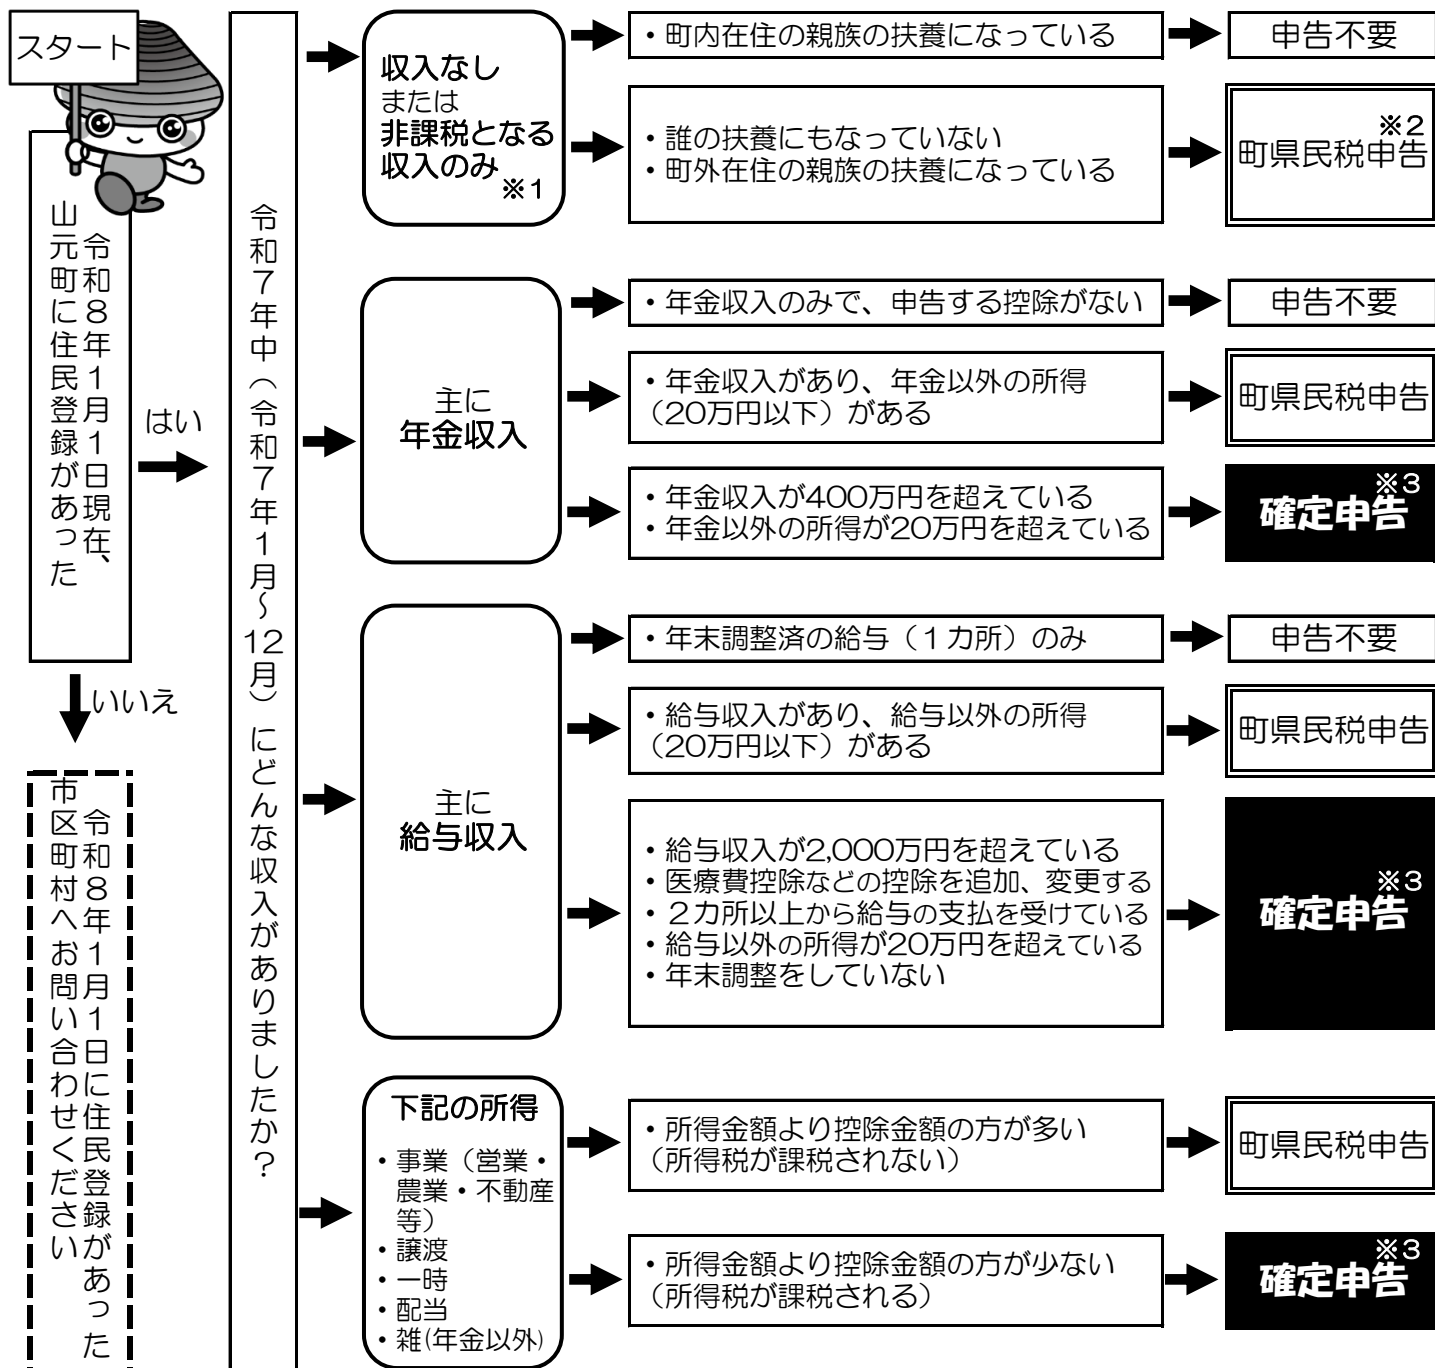 スタート
令和８年１月１日現在、
山元町に住民登録があった
はい
いいえ
令和８年１月１日に住民登録があった
市区町村へお問い合わせください
令和７年中（令和７年１月～12月）にどんな収入がありましたか？
収入なし
または
非課税となる
収入のみ
※１
・町内在住の親族の扶養になっている
申告不要
・誰の扶養にもなっていない
・町外在住の親族の扶養になっている
※２
町県民税申告
主に
年金収入
・年金収入のみで、申告する控除がない
申告不要
・年金収入があり、年金以外の所得
（20万円以下）がある
町県民税申告
・年金収入が400万円を超えている
・年金以外の所得が20万円を超えている
※３
確定申告
主に
給与収入
・年末調整済の給与（１カ所）のみ
申告不要
・給与収入があり、給与以外の所得
（20万円以下）がある
町県民税申告
・給与収入が2,000万円を超えている
・医療費控除などの控除を追加、変更する
・２カ所以上から給与の支払を受けている
・給与以外の所得が20万円を超えている
・年末調整をしていない
※３
確定申告
下記の所得
・事業（営業・
農業・不動産
等）
・譲渡
・一時
・配当
・雑(年金以外)
・所得金額より控除金額の方が多い
（所得税が課税されない）
町県民税申告
・所得金額より控除金額の方が少ない
（所得税が課税される）
※３
確定申告